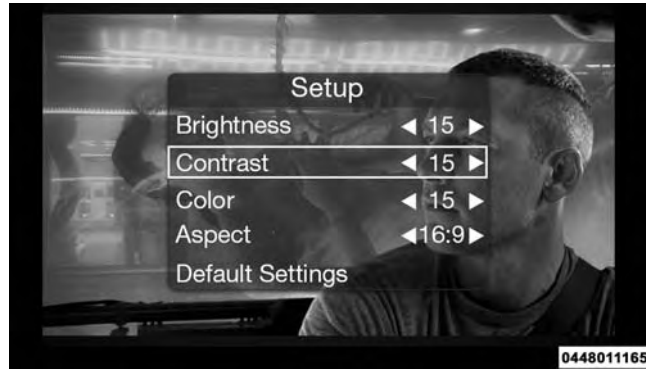 Setup
Brightness ◀ 15 ▶
Contrast ◀ 15 ▶
Color ◀ 15 ▶
Aspect ◀16:9▶
Default Settings
0448011165